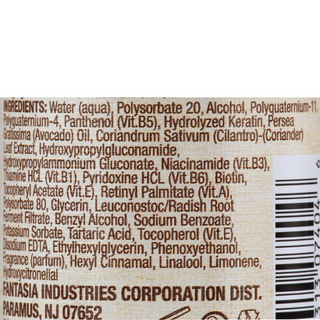 INGREDIENTS: Water (aqua), Polysorbate 20, Alcohol, Polyquaternium-11,
Polyquaternium-4, Panthenol (Vit.B5), Hydrolyzed Keratin, Persea
Gratissima (Avocado) Oil, Coriandrum Sativum (Cilantro)-(Coriander)
Leaf Extract, Hydroxypropylgluconamide,
Hydroxypropylammonium Gluconate, Niacinamide (Vit.B3),
Thiamine HCL (Vit.B1), Pyridoxine HCL (Vit.B6), Biotin,
Tocopheryl Acetate (Vit.E), Retinyl Palmitate (Vit.A),
Polysorbate 80, Glycerin, Leuconostoc/Radish Root
Ferment Filtrate, Benzyl Alcohol, Sodium Benzoate,
Potassium Sorbate, Tartaric Acid, Tocopherol (Vit.E),
Disodium EDTA, Ethylhexylglycerin, Phenoxyethanol,
Fragrance (parfum), Hexyl Cinnamal, Linalool, Limonene,
Hydroxycitronellal
FANTASIA INDUSTRIES CORPORATION DIST.
PARAMUS, NJ 07652